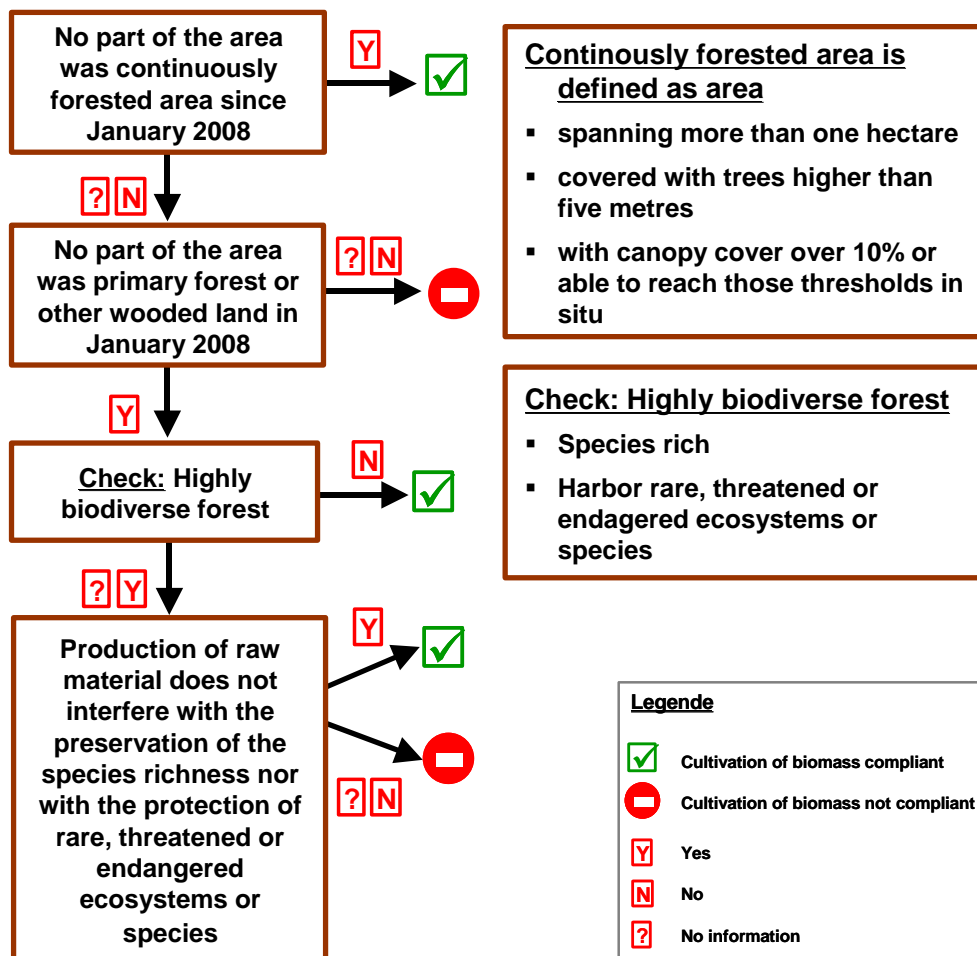 No part of the area
was continuously
forested area since
January 2008
Y
? N
No part of the area
was primary forest or
other wooded land in
January 2008
? N
Y
Check: Highly
biodiverse forest
N
? Y
Production of raw
material does not
interfere with the
preservation of the
species richness nor
with the protection of
rare, threatened or
endangered
ecosystems or
species
Y
? N
Continously forested area is
defined as area
▪ spanning more than one hectare
▪ covered with trees higher than
five metres
▪ with canopy cover over 10% or
able to reach those thresholds in
situ
Check: Highly biodiverse forest
▪ Species rich
▪ Harbor rare, threatened or
endagered ecosystems or
species
Legende
Cultivation of biomass compliant
Cultivation of biomass not compliant
Y Yes
N No
? No information